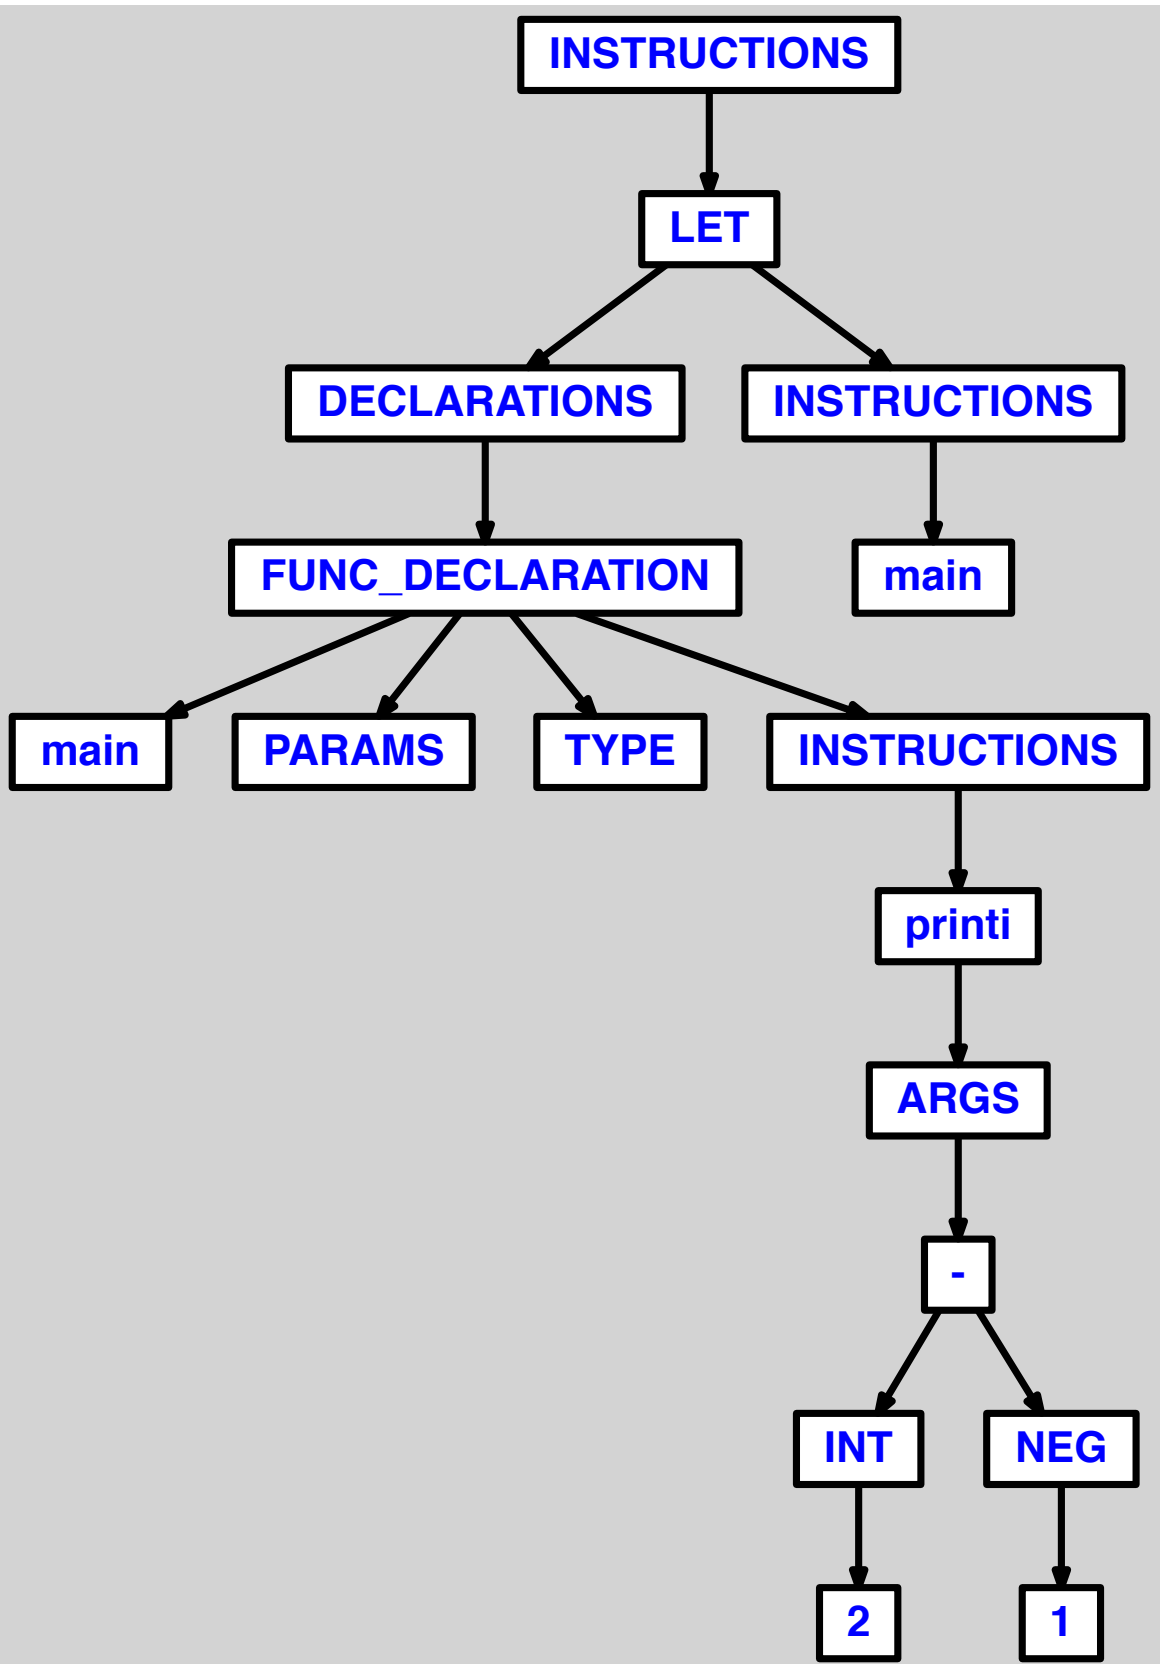 INSTRUCTIONS
LET
DECLARATIONS
INSTRUCTIONS
FUNC_DECLARATION
main
main
PARAMS
TYPE
INSTRUCTIONS
printi
ARGS
-
INT
NEG
2
1